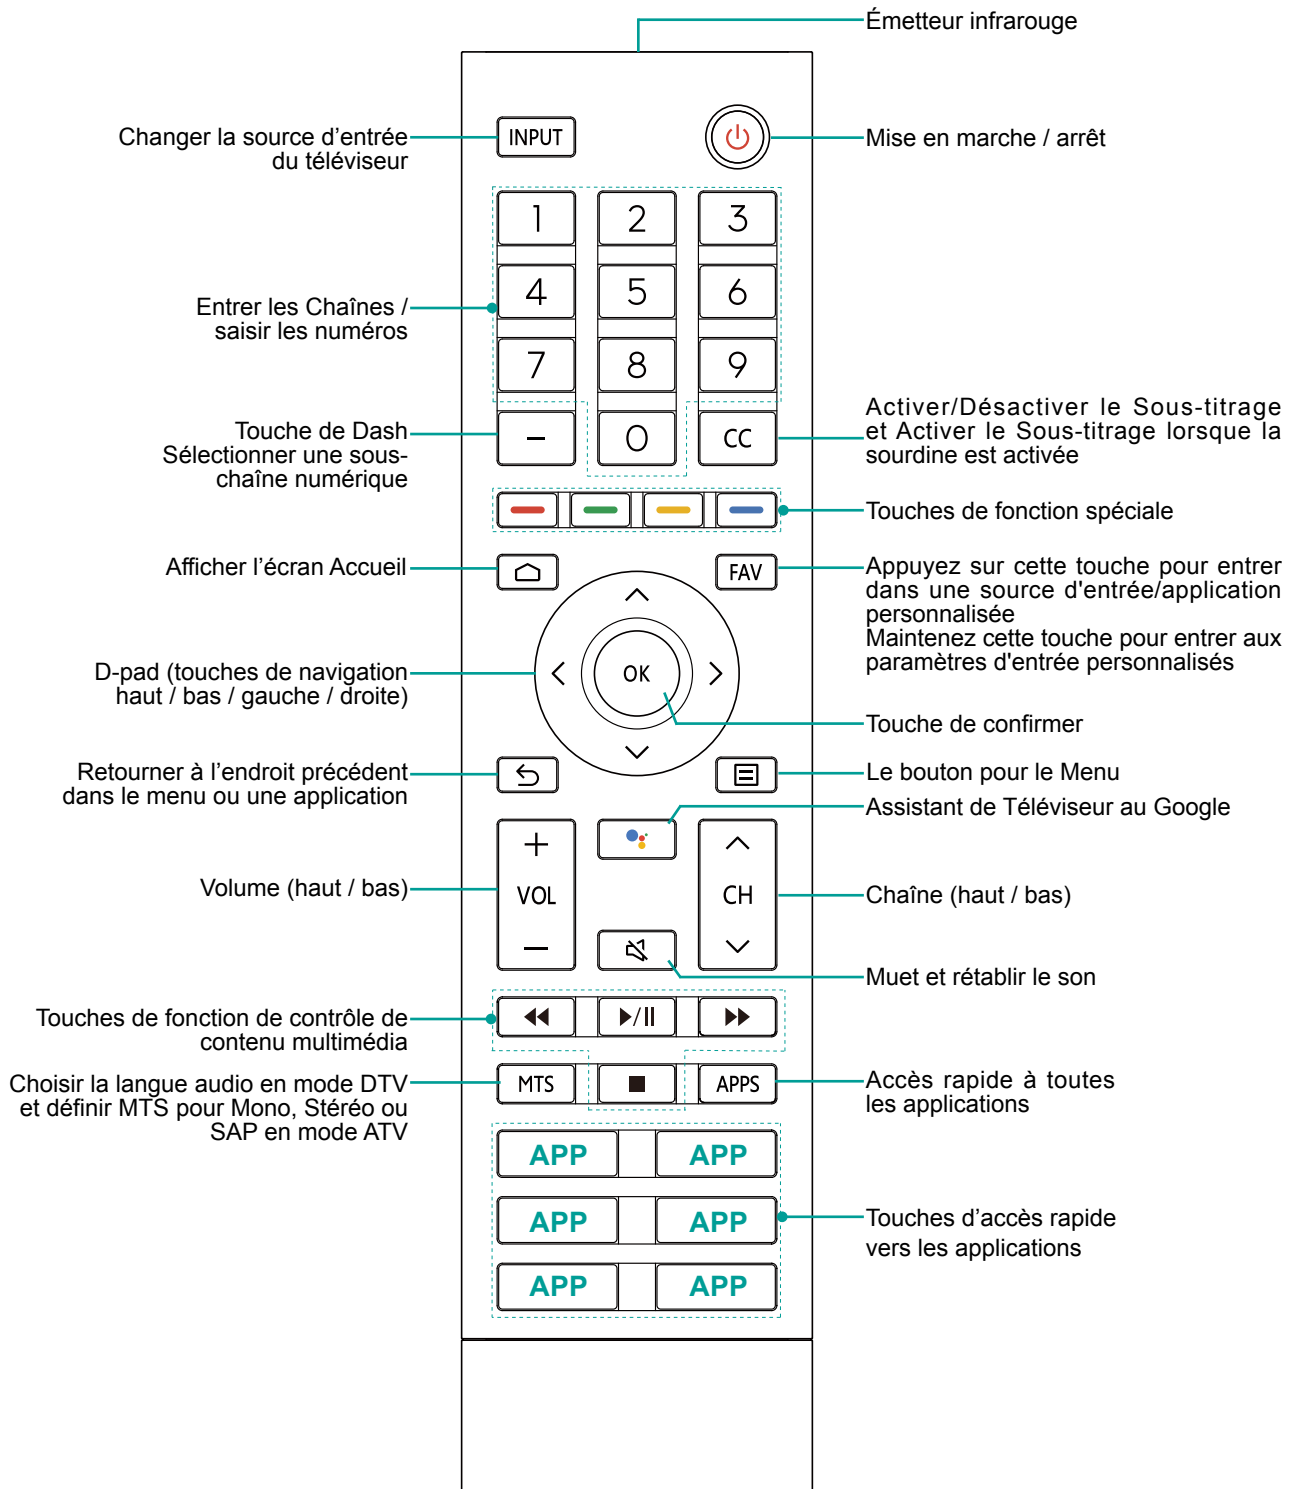 Émetteur infrarouge
Changer la source d’entrée
du téléviseur
INPUT
Mise en marche / arrêt
1
2
3
Entrer les Chaînes /
saisir les numéros
4
5
6
7
8
9
Touche de Dash
Sélectionner une sous-
chaîne numérique
–
0
CC
Activer/Désactiver le Sous-titrage
et Activer le Sous-titrage lorsque la
sourdine est activée
Touches de fonction spéciale
Afficher l’écran Accueil
FAV
Appuyez sur cette touche pour entrer
dans une source d'entrée/application
personnalisée
Maintenez cette touche pour entrer aux
paramètres d'entrée personnalisés
D-pad (touches de navigation
haut / bas / gauche / droite)
OK
Touche de confirmer
Retourner à l’endroit précédent
dans le menu ou une application
Le bouton pour le Menu
Assistant de Téléviseur au Google
Volume (haut / bas)
+
VOL
–
CH
Chaîne (haut / bas)
Muet et rétablir le son
Touches de fonction de contrôle de
contenu multimédia
Choisir la langue audio en mode DTV
et définir MTS pour Mono, Stéréo ou
SAP en mode ATV
MTS
APPS
Accès rapide à toutes
les applications
APP
APP
APP
APP
APP
APP
Touches d’accès rapide
vers les applications